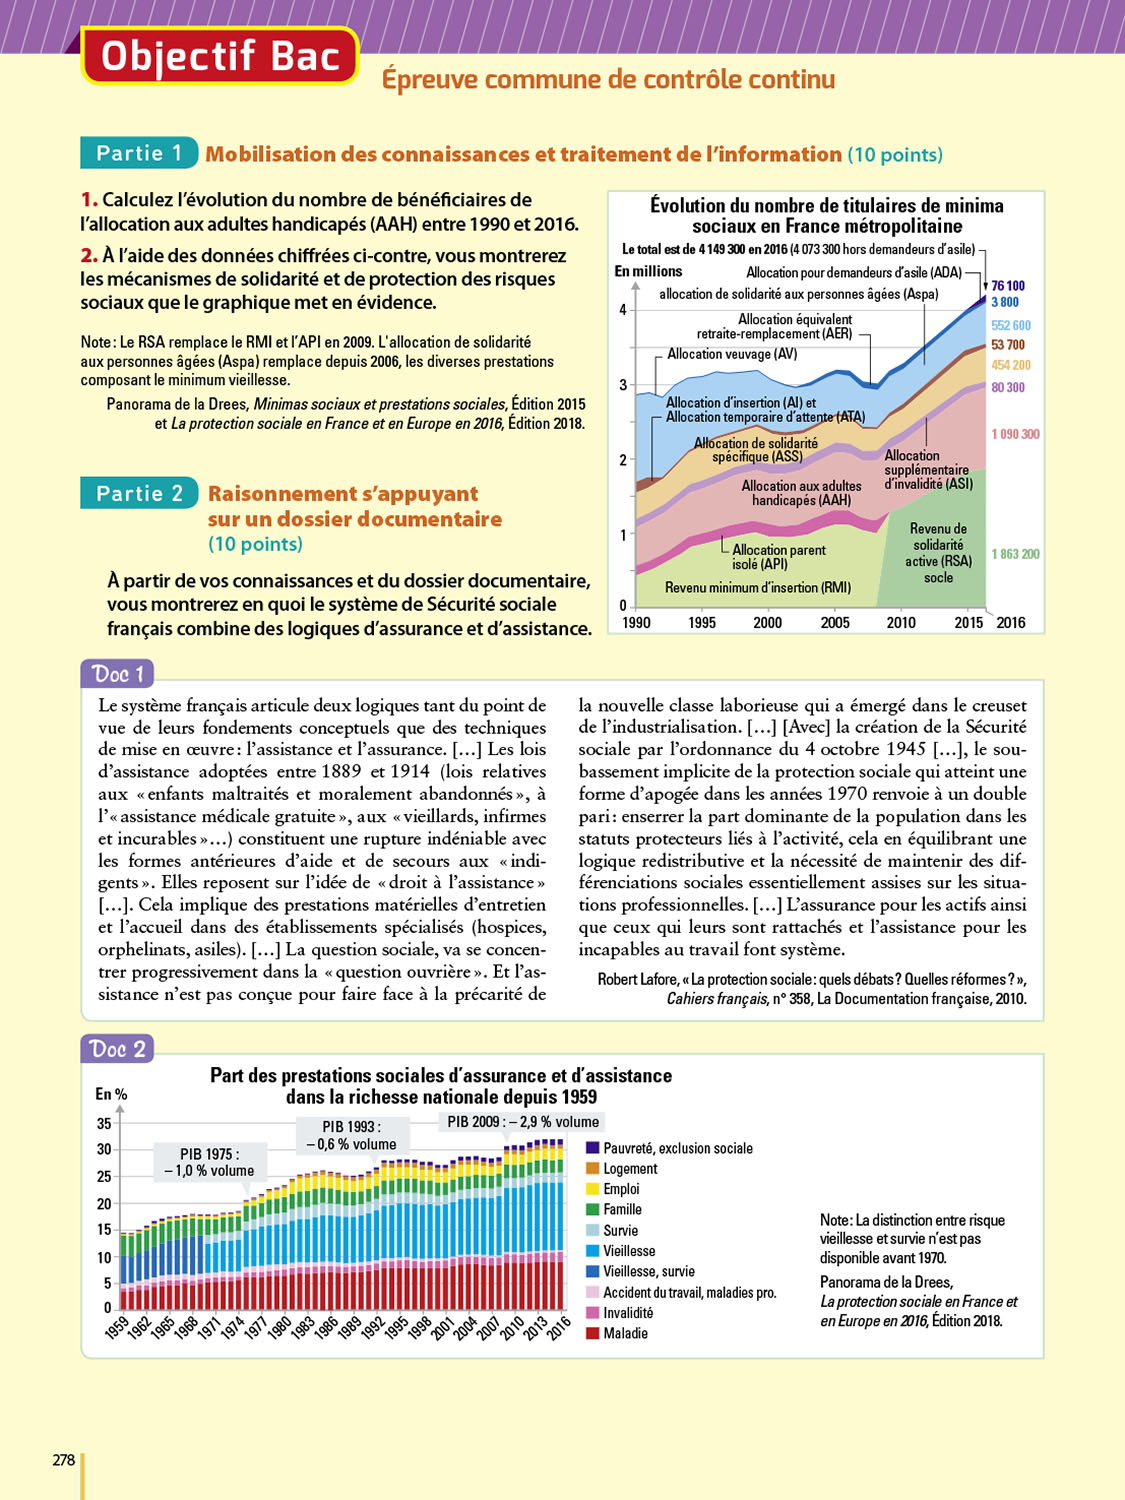 Objectif Bac
Épreuve commune de contrôle continu
Partie 1
Mobilisation des connaissances et traitement de l'information (10 points)
1. Calculez l'évolution du nombre de bénéficiaires de
l'allocation aux adultes handicapés (AAH) entre 1990 et 2016.
2. À l'aide des données chiffrées ci-contre, vous montrerez
les mécanismes de solidarité et de protection des risques
sociaux que le graphique met en évidence.
Note : Le RSA remplace le RMI et l'API en 2009. L'allocation de solidarité
aux personnes âgées (Aspa) remplace depuis 2006, les diverses prestations
composant le minimum vieillesse.
Panorama de la Drees, Minimas sociaux et prestations sociales, Édition 2015
et La protection sociale en France et en Europe en 2016, Édition 2018.
Évolution du nombre de titulaires de minima
sociaux en France métropolitaine
Le total est de 4 149 300 en 2016 (4 073 300 hors demandeurs d'asile)
En millions
Allocation pour demandeurs d'asile (ADA)
76 100
allocation de solidarité aux personnes âgées (Aspa)
3 800
4
Allocation équivalent
retraite-remplacement (AER)
552 600
53 700
Allocation veuvage (AV)
454 200
3
80 300
Allocation d'insertion (AI) et
Allocation temporaire d'attente (ATA)
1 090 300
Allocation de solidarité
spécifique (ASS)
2
Allocation
supplémentaire
d'invalidité (ASI)
Allocation aux adultes
handicapés (AAH)
1
Revenu de
solidarité
active (RSA)
socle
Allocation parent
isolé (API)
1 863 200
Revenu minimum d'insertion (RMI)
0
1990 1995 2000 2005 2010 2015 2016
Partie 2
Raisonnement s'appuyant
sur un dossier documentaire
(10 points)
À partir de vos connaissances et du dossier documentaire,
vous montrerez en quoi le système de Sécurité sociale
français combine des logiques d'assurance et d'assistance.
Doc 1
Le système français articule deux logiques tant du point de
vue de leurs fondements conceptuels que des techniques
de mise en œuvre : l'assistance et l'assurance. […] Les lois
d'assistance adoptées entre 1889 et 1914 (lois relatives
aux « enfants maltraités et moralement abandonnés », à
l'« assistance médicale gratuite », aux « vieillards, infirmes
et incurables »…) constituent une rupture indéniable avec
les formes antérieures d'aide et de secours aux « indi-
gents ». Elles reposent sur l'idée de « droit à l'assistance »
[…]. Cela implique des prestations matérielles d'entretien
et l'accueil dans des établissements spécialisés (hospices,
orphelinats, asiles). […] La question sociale, va se concen-
trer progressivement dans la « question ouvrière ». Et l'as-
sistance n'est pas conçue pour faire face à la précarité de
la nouvelle classe laborieuse qui a émergé dans le creuset
de l'industrialisation. […] [Avec] la création de la Sécurité
sociale par l'ordonnance du 4 octobre 1945 […], le sou-
bassement implicite de la protection sociale qui atteint une
forme d'apogée dans les années 1970 renvoie à un double
pari : enserrer la part dominante de la population dans les
statuts protecteurs liés à l'activité, cela en équilibrant une
logique redistributive et la nécessité de maintenir des dif-
férenciations sociales essentiellement assises sur les situa-
tions professionnelles. […] L'assurance pour les actifs ainsi
que ceux qui leurs sont rattachés et l'assistance pour les
incapables au travail font système.
Robert Lafore, « La protection sociale : quels débats ? Quelles réformes ? »,
Cahiers français, n° 358, La Documentation française, 2010.
Doc 2
Part des prestations sociales d'assurance et d'assistance
dans la richesse nationale depuis 1959
En %
35
30
25
20
15
10
5
0
PIB 1975 :
– 1,0 % volume
PIB 1993 :
– 0,6 % volume
PIB 2009 : – 2,9 % volume
1959 1962 1965 1968 1971 1974 1977 1980 1983 1986 1989 1992 1995 1998 2001 2004 2007 2010 2013 2016
Pauvreté, exclusion sociale
Logement
Emploi
Famille
Survie
Vieillesse
Vieillesse, survie
Accident du travail, maladies pro.
Invalidité
Maladie
Note : La distinction entre risque
vieillesse et survie n'est pas
disponible avant 1970.
Panorama de la Drees,
La protection sociale en France et
en Europe en 2016, Édition 2018.
278